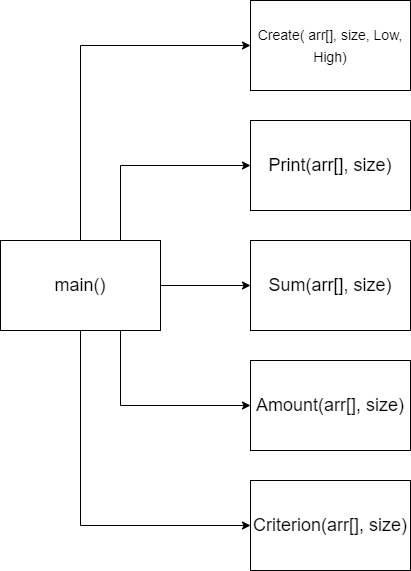 Create( arr[], size, Low,
High)
Print(arr[], size)
main()
Sum(arr[], size)
Amount(arr[], size)
Criterion(arr[], size)